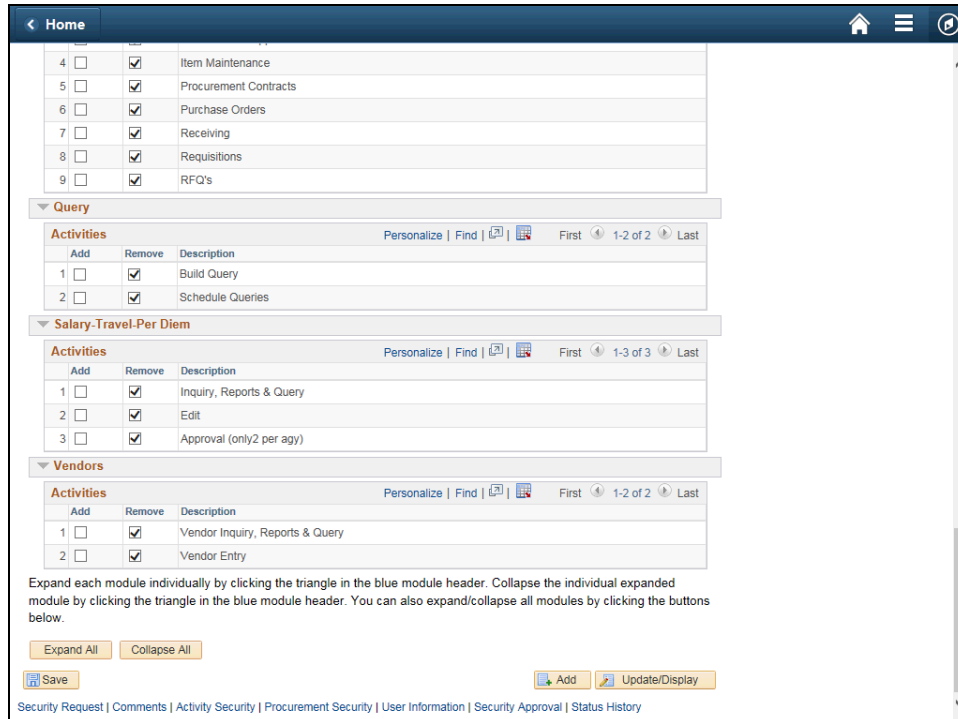 Home
4 Item Maintenance
5 Procurement Contracts
6 Purchase Orders
7 Receiving
8 Requisitions
9 RFQ's
Query
Activities Personalize | Find | | First 1-2 of 2 Last
Add Remove Description
1 Build Query
2 Schedule Queries
Salary-Travel-Per Diem
Activities Personalize | Find | | First 1-3 of 3 Last
Add Remove Description
1 Inquiry, Reports & Query
2 Edit
3 Approval (only2 per agy)
Vendors
Activities Personalize | Find | | First 1-2 of 2 Last
Add Remove Description
1 Vendor Inquiry, Reports & Query
2 Vendor Entry
Expand each module individually by clicking the triangle in the blue module header. Collapse the individual expanded
module by clicking the triangle in the blue module header. You can also expand/collapse all modules by clicking the buttons
below.
Expand All Collapse All
Save Add Update/Display
Security Request | Comments | Activity Security | Procurement Security | User Information | Security Approval | Status History